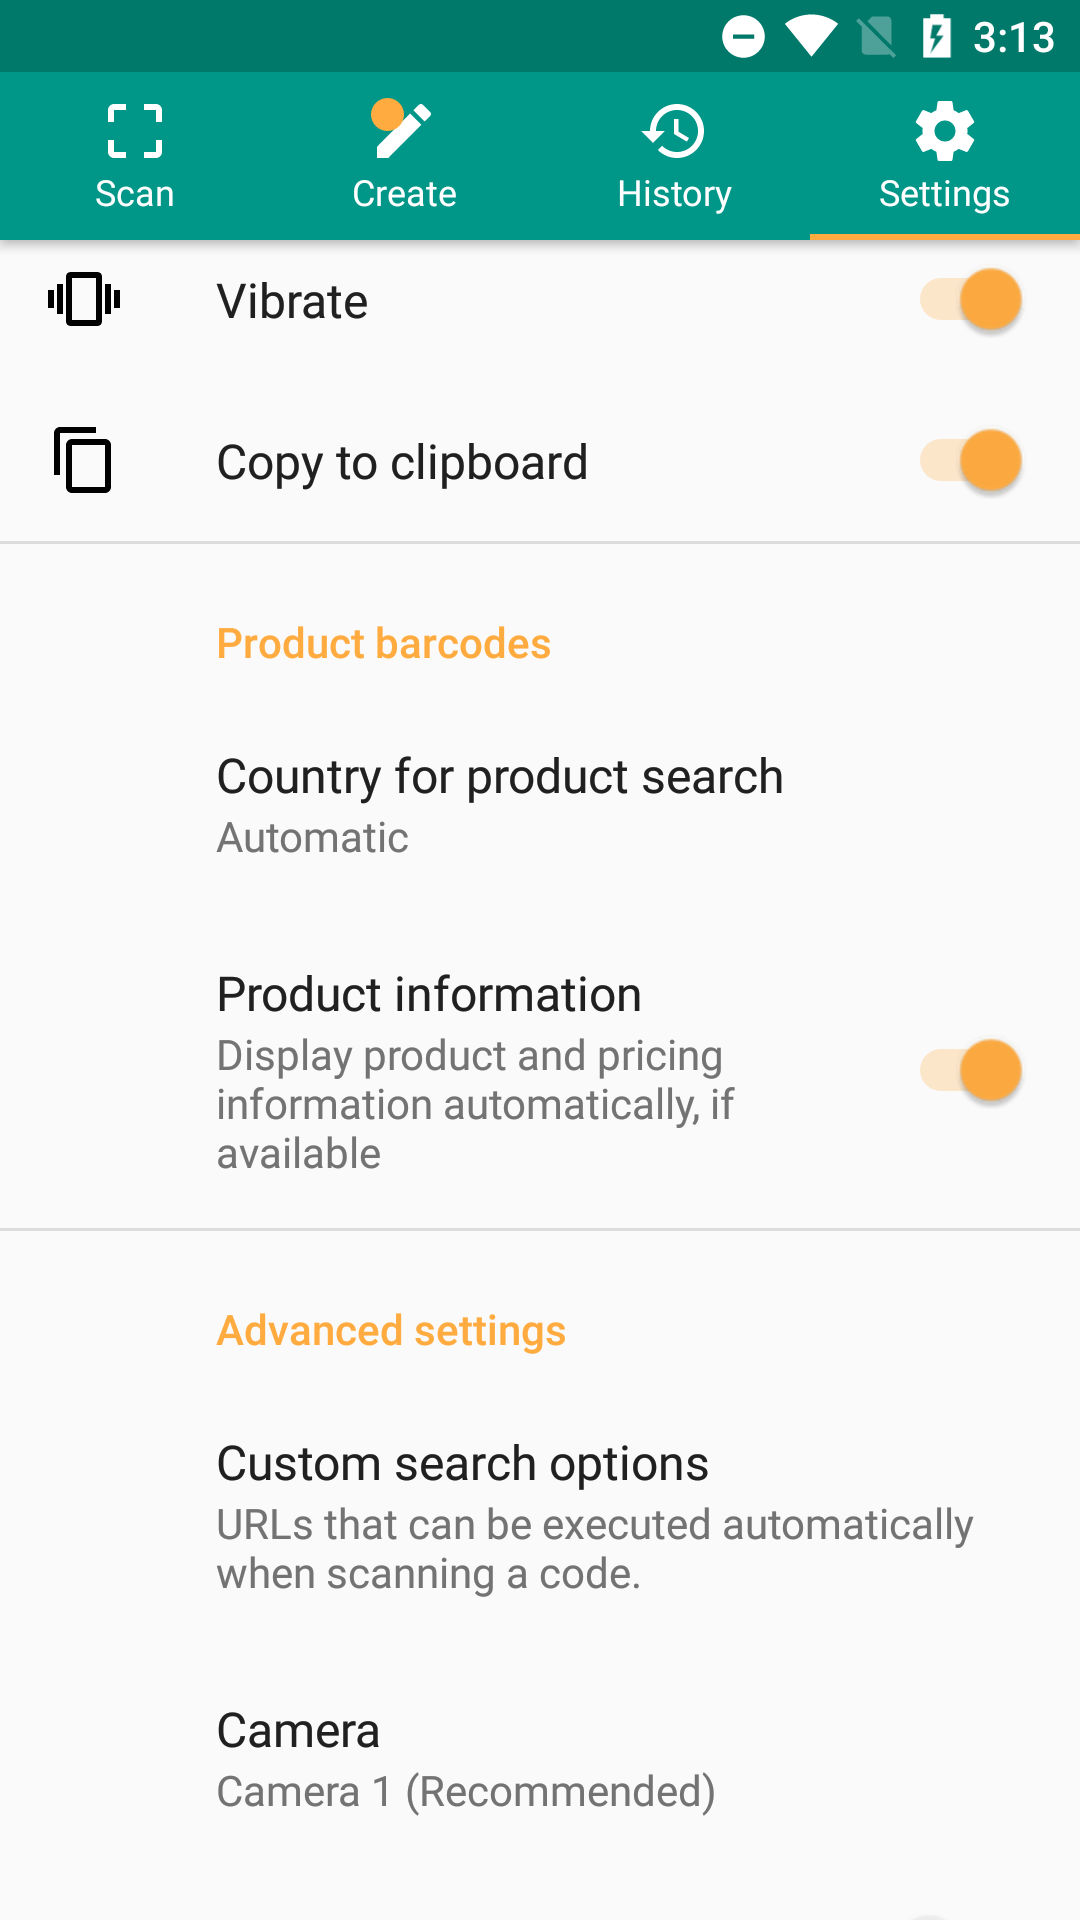 3:13
Scan
Create
History
Settings
Vibrate
Copy to clipboard
Product barcodes
Country for product search
Automatic
Product information
Display product and pricing
information automatically, if
available
Advanced settings
Custom search options
URLs that can be executed automatically
when scanning a code.
Camera
Camera 1 (Recommended)